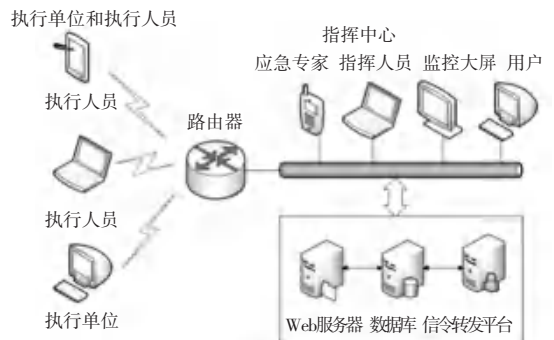 执行单位和执行人员
指挥中心
应急专家 指挥人员 监控大屏 用户
执行人员
路由器
执行人员
执行单位
Web服务器 数据库 信令转发平台